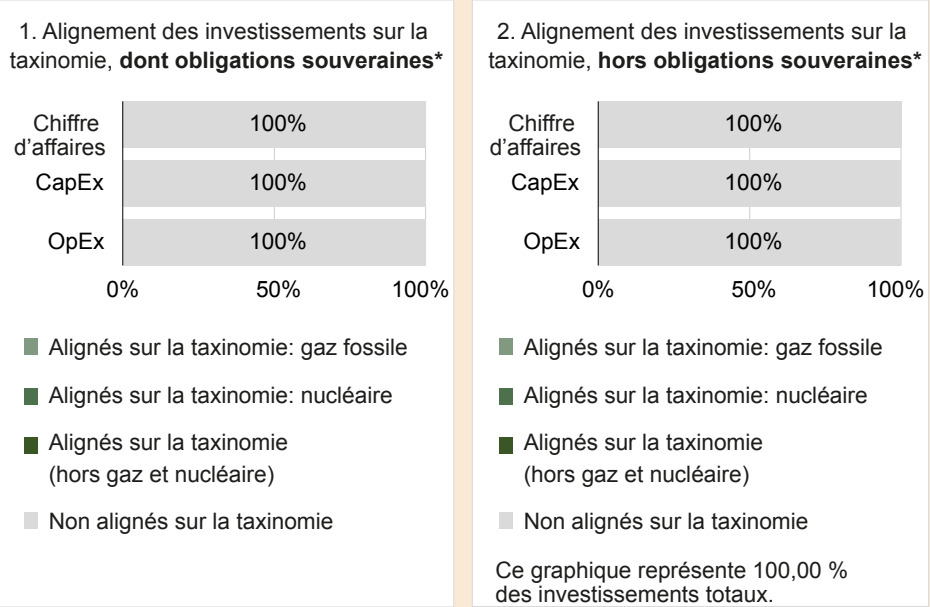 1. Alignement des investissements sur la
taxinomie, dont obligations souveraines*
Chiffre
d'affaires
100%
CapEx
100%
OpEx
100%
0%
50%
100%
Alignés sur la taxinomie: gaz fossile
Alignés sur la taxinomie: nucléaire
Alignés sur la taxinomie
(hors gaz et nucléaire)
Non alignés sur la taxinomie
2. Alignement des investissements sur la
taxinomie, hors obligations souveraines*
Chiffre
d'affaires
100%
CapEx
100%
OpEx
100%
0%
50%
100%
Alignés sur la taxinomie: gaz fossile
Alignés sur la taxinomie: nucléaire
Alignés sur la taxinomie
(hors gaz et nucléaire)
Non alignés sur la taxinomie
Ce graphique représente 100,00 %
des investissements totaux.